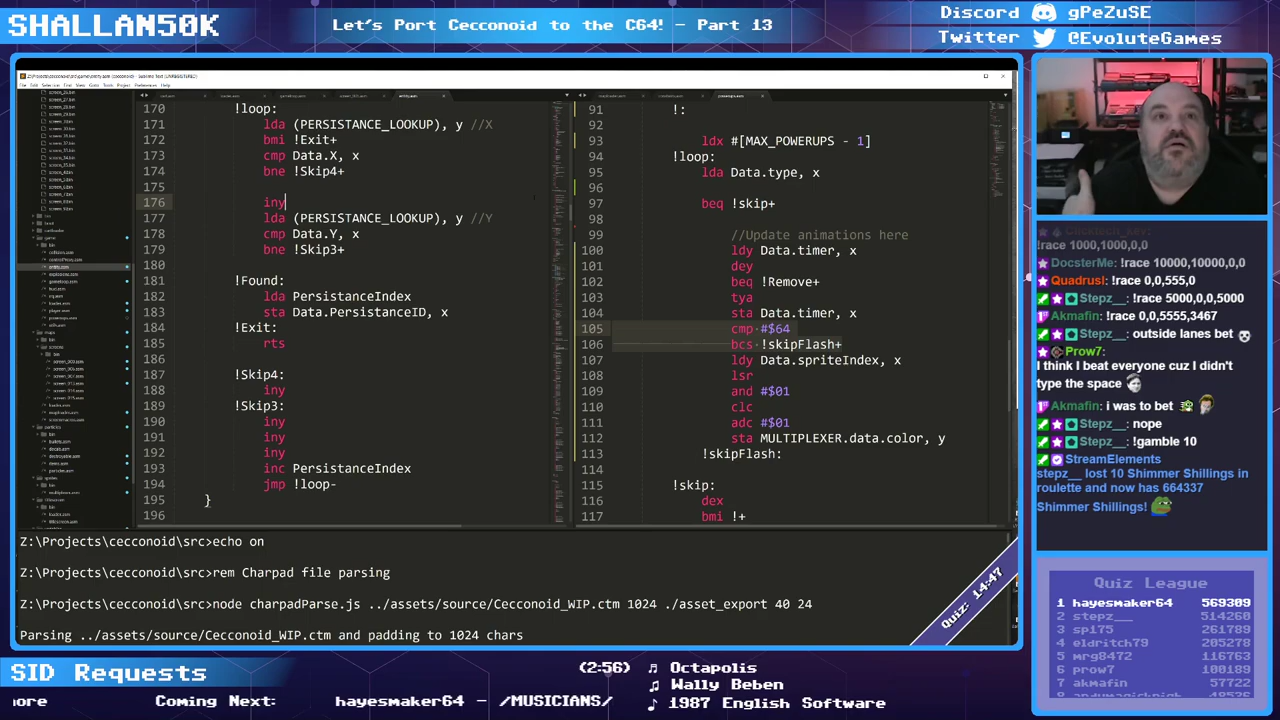 SHALLAN50K
Let's Port Cecconoid to the C64! - Part 13
Discord gPeZuSE
Twitter @EvoluteGames
170 !loop:
171 lda (PERSISTANCE_LOOKUP), y //X
172 bmi !Exit+
173 cmp Data.X, x
174 bne !Skip4+
175
176 iny
177 lda (PERSISTANCE_LOOKUP), y //Y
178 cmp Data.Y, x
179 bne !Skip3+
180
181 !Found:
182 lda PersistanceIndex
183 sta Data.PersistanceID, x
184 !Exit:
185 rts
186
187 !Skip4:
188 iny
189 !Skip3:
190 iny
191 iny
192 iny
193 inc PersistanceIndex
194 jmp !loop-
195 }
196
91 !:
92
93 ldx #[MAX_POWERUPS - 1]
94 !loop:
95 lda Data.type, x
96
97 beq !skip+
98
99 //Update animations here
100 ldy Data.timer, x
101 dey
102 beq !Remove+
103 tya
104 sta Data.timer, x
105 cmp #$64
106 bcs !skipFlash+
107 ldy Data.spriteIndex, x
108 lsr
109 and #$01
110 clc
111 adc #$01
112 sta MULTIPLEXER.data.color, y
113 !skipFlash:
114
115 !skip:
116 dex
117 bmi !+
Z:\Projects\cecconoid\src>echo on
Z:\Projects\cecconoid\src>rem Charpad file parsing
Z:\Projects\cecconoid\src>node charpadParse.js ../assets/source/Cecconoid_WIP.ctm 1024 ./asset_export 40 24
Parsing ../assets/source/Cecconoid_WIP.ctm and padding to 1024 chars
Quiz: 14:47
!race 1000,1000,0,0
DocsterMe: !race 10000,10000,0,0
Quadrusl: !race 0,0,555,0
Stepz__: !race 5000,0,0,5000
Akmafin: !race 0,0,5555,3467
Stepz__: outside lanes bet
Prow7:
I think I beat everyone cuz I didn't
type the space
Akmafin: i was to bet
Stepz__: nope
Stepz__: !gamble 10
StreamElements
stepz__ lost 10 Shimmer Shillings in
roulette and now has 664337
Shimmer Shillings!
Quiz League
1 hayesmaker64 569309
2 stepz__ 514260
3 sp175 261789
4 eldritch79 205278
5 mrg8472 116763
6 prow7 100189
7 akmafin 57722
SID Requests
(2:56) Octapolis
Wally Beben
1987 English Software
more Coming Next: hayesmaker64 - /MUSICIANS/